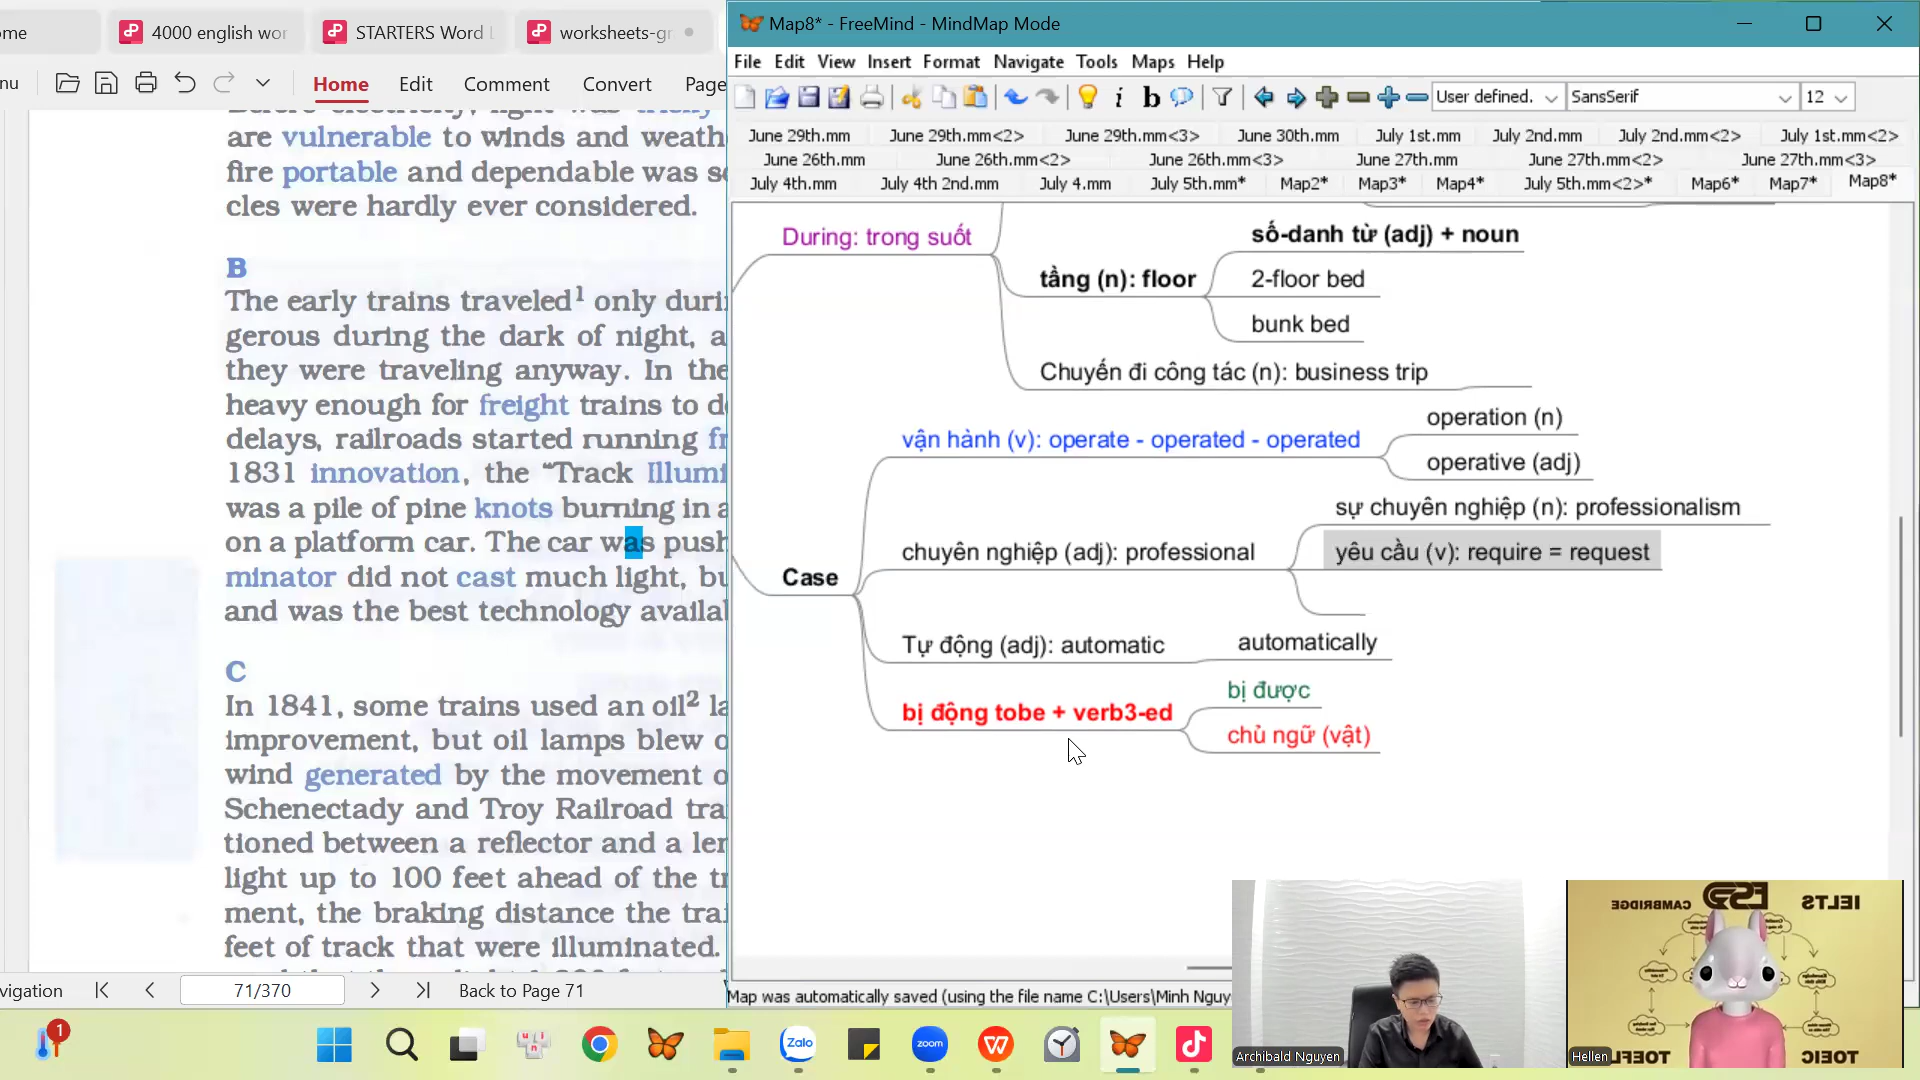 ome
4000 english wor
STARTERS Word L
worksheets-gr
nu
Home
Edit
Comment
Convert
Page
are vulnerable to winds and weath
fire portable and dependable was s
cles were hardly ever considered.
B
The early trains traveled1 only duri
gerous during the dark of night, a
they were traveling anyway. In the
heavy enough for freight trains to d
delays, railroads started running fr
1831 innovation, the “Track Illumi
was a pile of pine knots burning in a
on a platform car. The car was push
minator did not cast much light, bu
and was the best technology availa
C
In 1841, some trains used an oil2 la
improvement, but oil lamps blew o
wind generated by the movement o
Schenectady and Troy Railroad tra
tioned between a reflector and a len
light up to 100 feet ahead of the tr
ment, the braking distance the trai
feet of track that were illuminated.
vigation
71/370
Back to Page 71
Map8* - FreeMind - MindMap Mode
File Edit View Insert Format Navigate Tools Maps Help
User defined.
SansSerif
12
June 29th.mm June 29th.mm<2> June 29th.mm<3> June 30th.mm July 1st.mm July 2nd.mm July 2nd.mm<2> July 1st.mm<2>
June 26th.mm June 26th.mm<2> June 26th.mm<3> June 27th.mm June 27th.mm<2> June 27th.mm<3>
July 4th.mm July 4th 2nd.mm July 4.mm July 5th.mm* Map2* Map3* Map4* July 5th.mm<2>* Map6* Map7* Map8*
During: trong suốt
số-danh từ (adj) + noun
tầng (n): floor
2-floor bed
bunk bed
Chuyến đi công tác (n): business trip
Case
vận hành (v): operate - operated - operated
operation (n)
operative (adj)
chuyên nghiệp (adj): professional
sự chuyên nghiệp (n): professionalism
yêu cầu (v): require = request
Tự động (adj): automatic
automatically
bị động tobe + verb3-ed
bị được
chủ ngữ (vật)
Map was automatically saved (using the file name C:\Users\Minh Nguy
Archibald Nguyen
Hellen
CAMBRIDGE
ESP
IELTS
TOEFL
TOEIC
1
Zalo
zoom